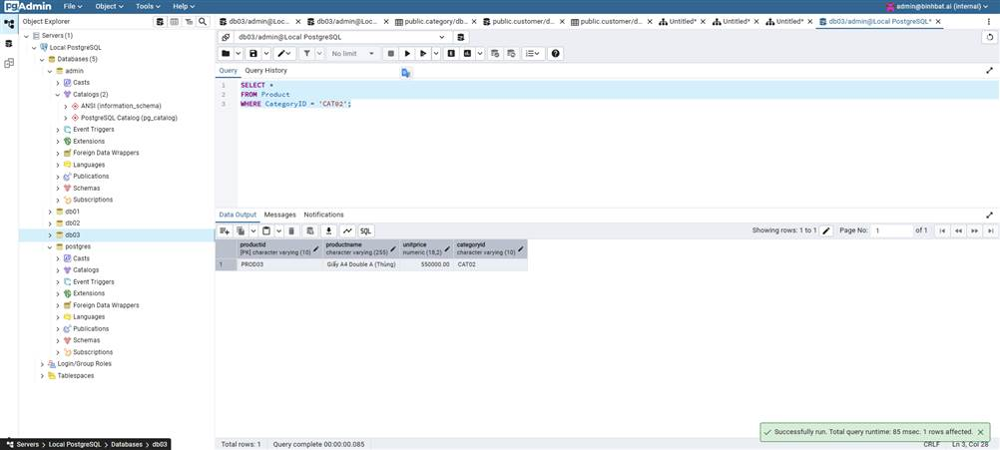 pgAdmin File Object Tools Help admin@binhbat.ai (internal)
Object Explorer
db03/admin@Loc... db03/admin@Loc... public.category/db... public.customer/d... public.customer/d... Untitled* Untitled* Untitled* db03/admin@Local PostgreSQL*
Servers (1)
Local PostgreSQL
Databases (5)
admin
Casts
Catalogs (2)
ANSI (information_schema)
PostgreSQL Catalog (pg_catalog)
Event Triggers
Extensions
Foreign Data Wrappers
Languages
Publications
Schemas
Subscriptions
db01
db02
db03
postgres
Casts
Catalogs
Event Triggers
Extensions
Foreign Data Wrappers
Languages
Publications
Schemas
Subscriptions
Login/Group Roles
Tablespaces
db03/admin@Local PostgreSQL
No limit
Query Query History
1 SELECT *
2 FROM Product
3 WHERE CategoryID = 'CAT02';
Data Output Messages Notifications
SQL Showing rows: 1 to 1 Page No: 1 of 1
productid productname unitprice categoryid
[PK] character varying (10) character varying (255) numeric (18,2) character varying (10)
1 PROD03 Giấy A4 Double A (Thùng) 550000.00 CAT02
Successfully run. Total query runtime: 85 msec. 1 rows affected.
Servers > Local PostgreSQL > Databases > db03
Total rows: 1 Query complete 00:00:00.085 CRLF Ln 3, Col 28